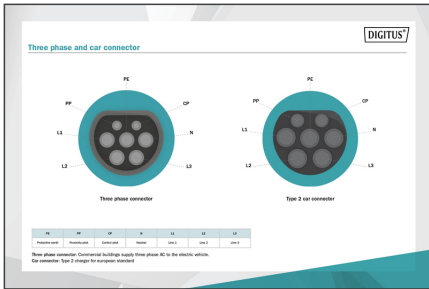 DIGITUS®
Three phase and car connector
PE
PP
CP
L1
N
L2
L3
Three phase connector
PE
PP
CP
L1
N
L2
L3
Type 2 car connector
PE PP CP N L1 L2 L3
Protective earth Proximity pilot Control pilot Neutral Line 1 Line 2 Line 3
Three phase connector: Commercial buildings supply three phase AC to the electric vehicle.
Car connector: Type 2 charger for european standard